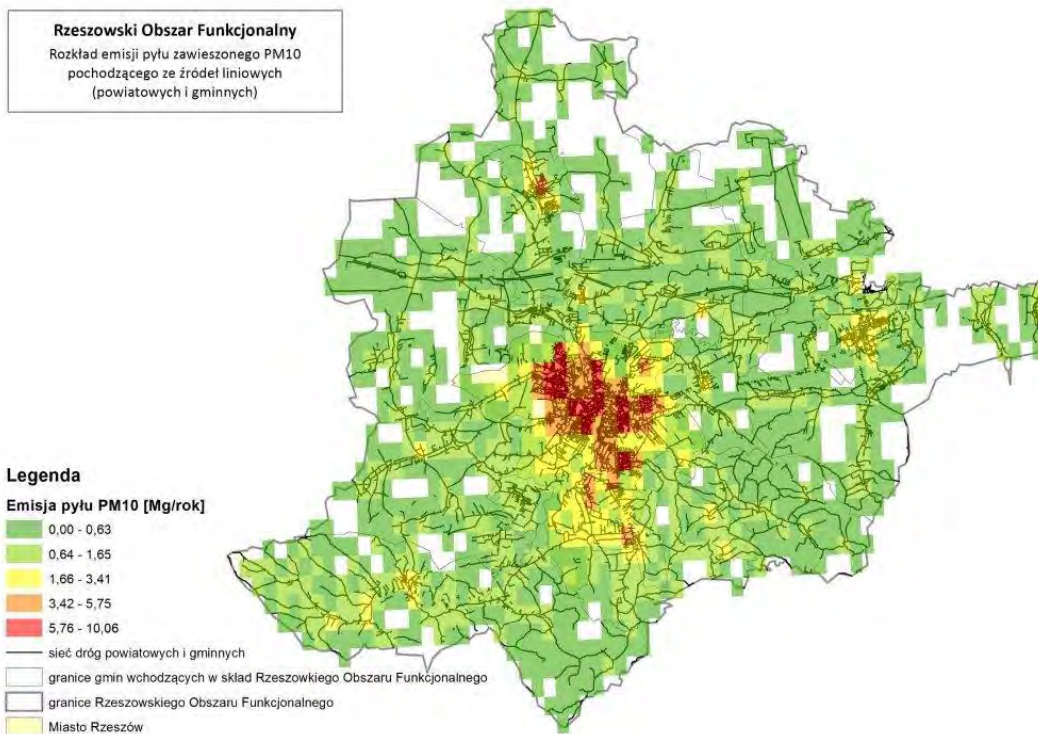 Rzeszowski Obszar Funkcjonalny
Rozkład emisji pyłu zawieszonego PM10
pochodzącego ze źródeł liniowych
(powiatowych i gminnych)
Legenda
Emisja pyłu PM10 [Mg/rok]
0,00 - 0,63
0,64 - 1,65
1,66 - 3,41
3,42 - 5,75
5,76 - 10,06
sieć dróg powiatowych i gminnych
granice gmin wchodzących w skład Rzeszowkiego Obszaru Funkcjonalnego
granice Rzeszowskiego Obszaru Funkcjonalnego
Miasto Rzeszów